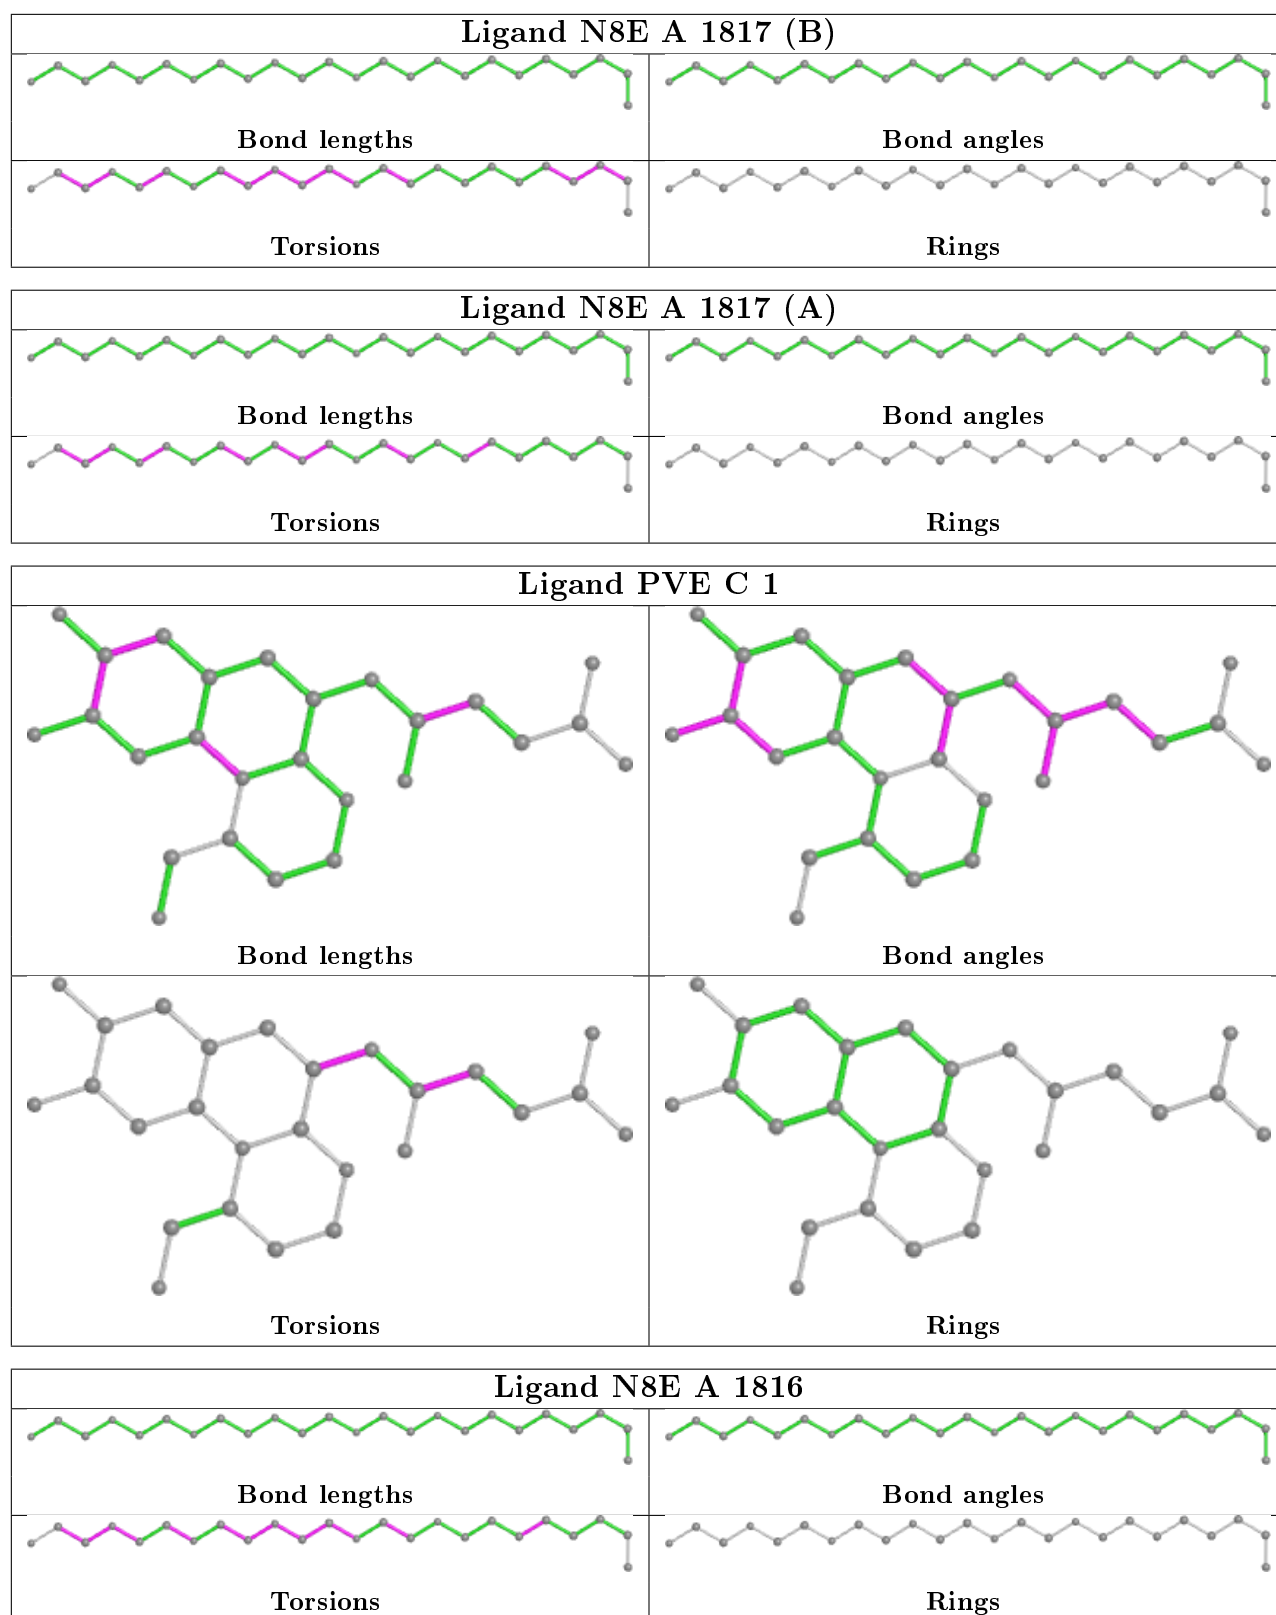 Ligand N8E A 1817 (B)
Bond lengths
Bond angles
Torsions
Rings
Ligand N8E A 1817 (A)
Bond lengths
Bond angles
Torsions
Rings
Ligand PVE C 1
Bond lengths
Bond angles
Torsions
Rings
Ligand N8E A 1816
Bond lengths
Bond angles
Torsions
Rings